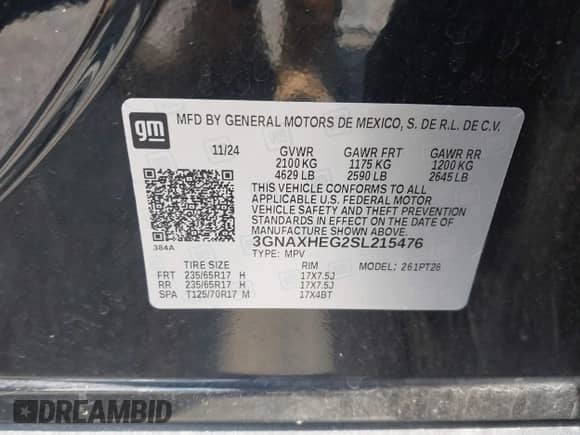 gm
MFD BY GENERAL MOTORS DE MEXICO, S. DE R.L. DE C.V.
11/24 GVWR GAWR FRT GAWR RR
2100 KG 1175 KG 1200 KG
4629 LB 2590 LB 2645 LB
THIS VEHICLE CONFORMS TO ALL
APPLICABLE U.S. FEDERAL MOTOR
VEHICLE SAFETY AND THEFT PREVENTION
STANDARDS IN EFFECT ON THE DATE OF
MANUFACTURE SHOWN ABOVE.
3GNAXHEG2SL215476
384A
TYPE: MPV
TIRE SIZE RIM MODEL: 261PT26
FRT 235/65R17 H 17X7.5J
RR 235/65R17 H 17X7.5J
SPA T125/70R17 M 17X4BT
DREAMBID